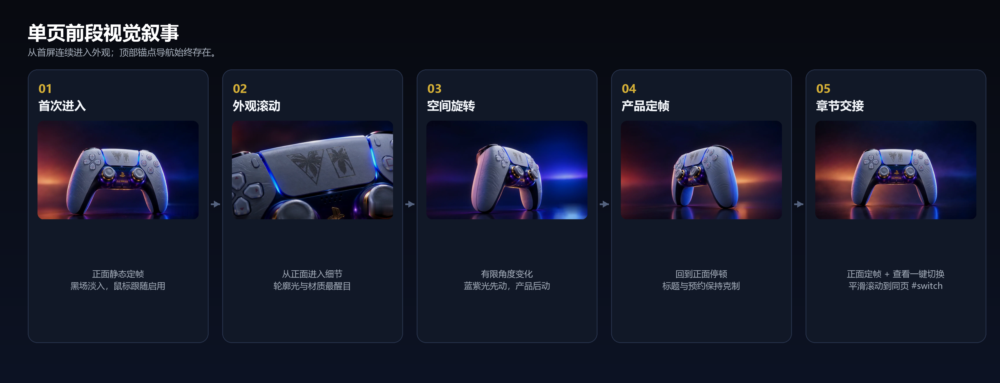 单页前段视觉叙事
从首屏连续进入外观；顶部锚点导航始终存在。
01
首次进入
正面静态定帧
黑场淡入，鼠标跟随启用
02
外观滚动
从正面进入细节
轮廓光与材质最醒目
03
空间旋转
有限角度变化
蓝紫光先动，产品后动
04
产品定帧
回到正面停顿
标题与预约保持克制
05
章节交接
正面定帧 + 查看一键切换
平滑滚动到同页 #switch